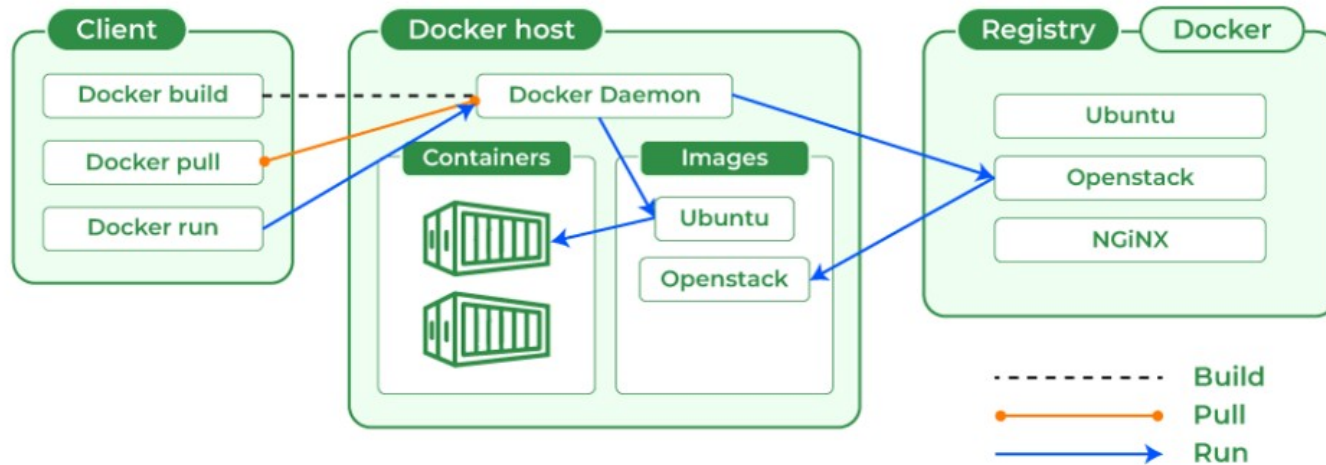 Client
Docker build
Docker pull
Docker run
Docker host
Docker Daemon
Containers
Images
Ubuntu
Openstack
Registry
Docker
Ubuntu
Openstack
NGiNX
Build
Pull
Run